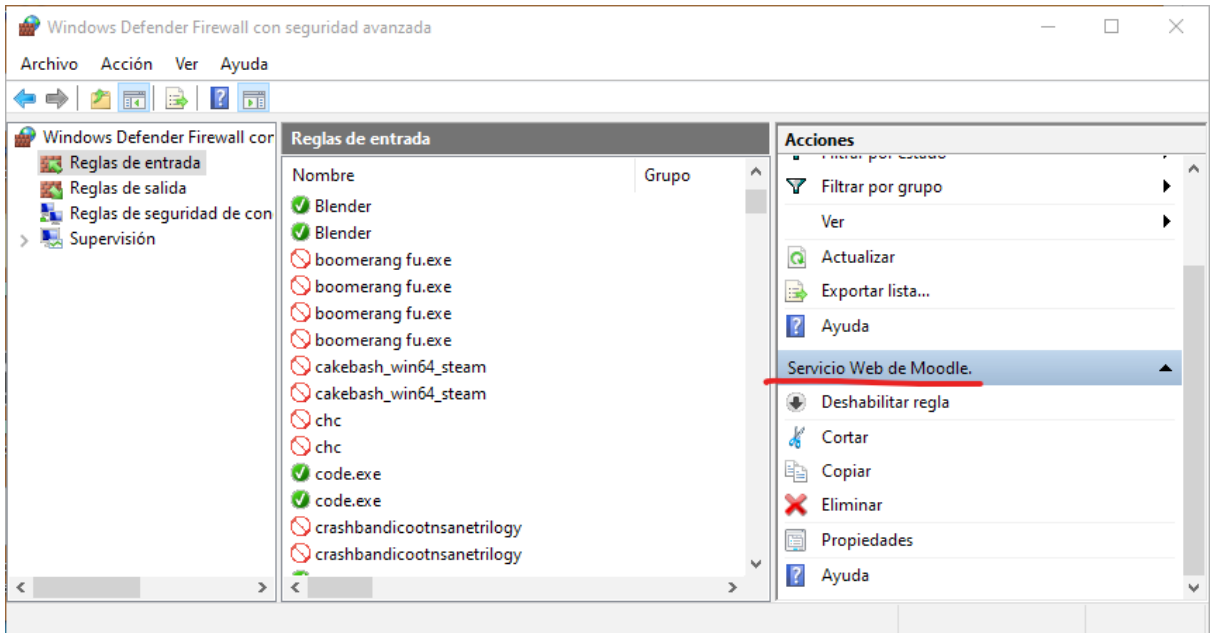 Windows Defender Firewall con seguridad avanzada
Archivo Acción Ver Ayuda
Windows Defender Firewall con
Reglas de entrada
Reglas de salida
Reglas de seguridad de con
Supervisión
Reglas de entrada
Nombre Grupo
Blender
Blender
boomerang fu.exe
boomerang fu.exe
boomerang fu.exe
boomerang fu.exe
cakebash_win64_steam
cakebash_win64_steam
chc
chc
code.exe
code.exe
crashbandicootnsanetrilogy
crashbandicootnsanetrilogy
Acciones
Filtrar por estado
Filtrar por grupo
Ver
Actualizar
Exportar lista...
Ayuda
Servicio Web de Moodle.
Deshabilitar regla
Cortar
Copiar
Eliminar
Propiedades
Ayuda